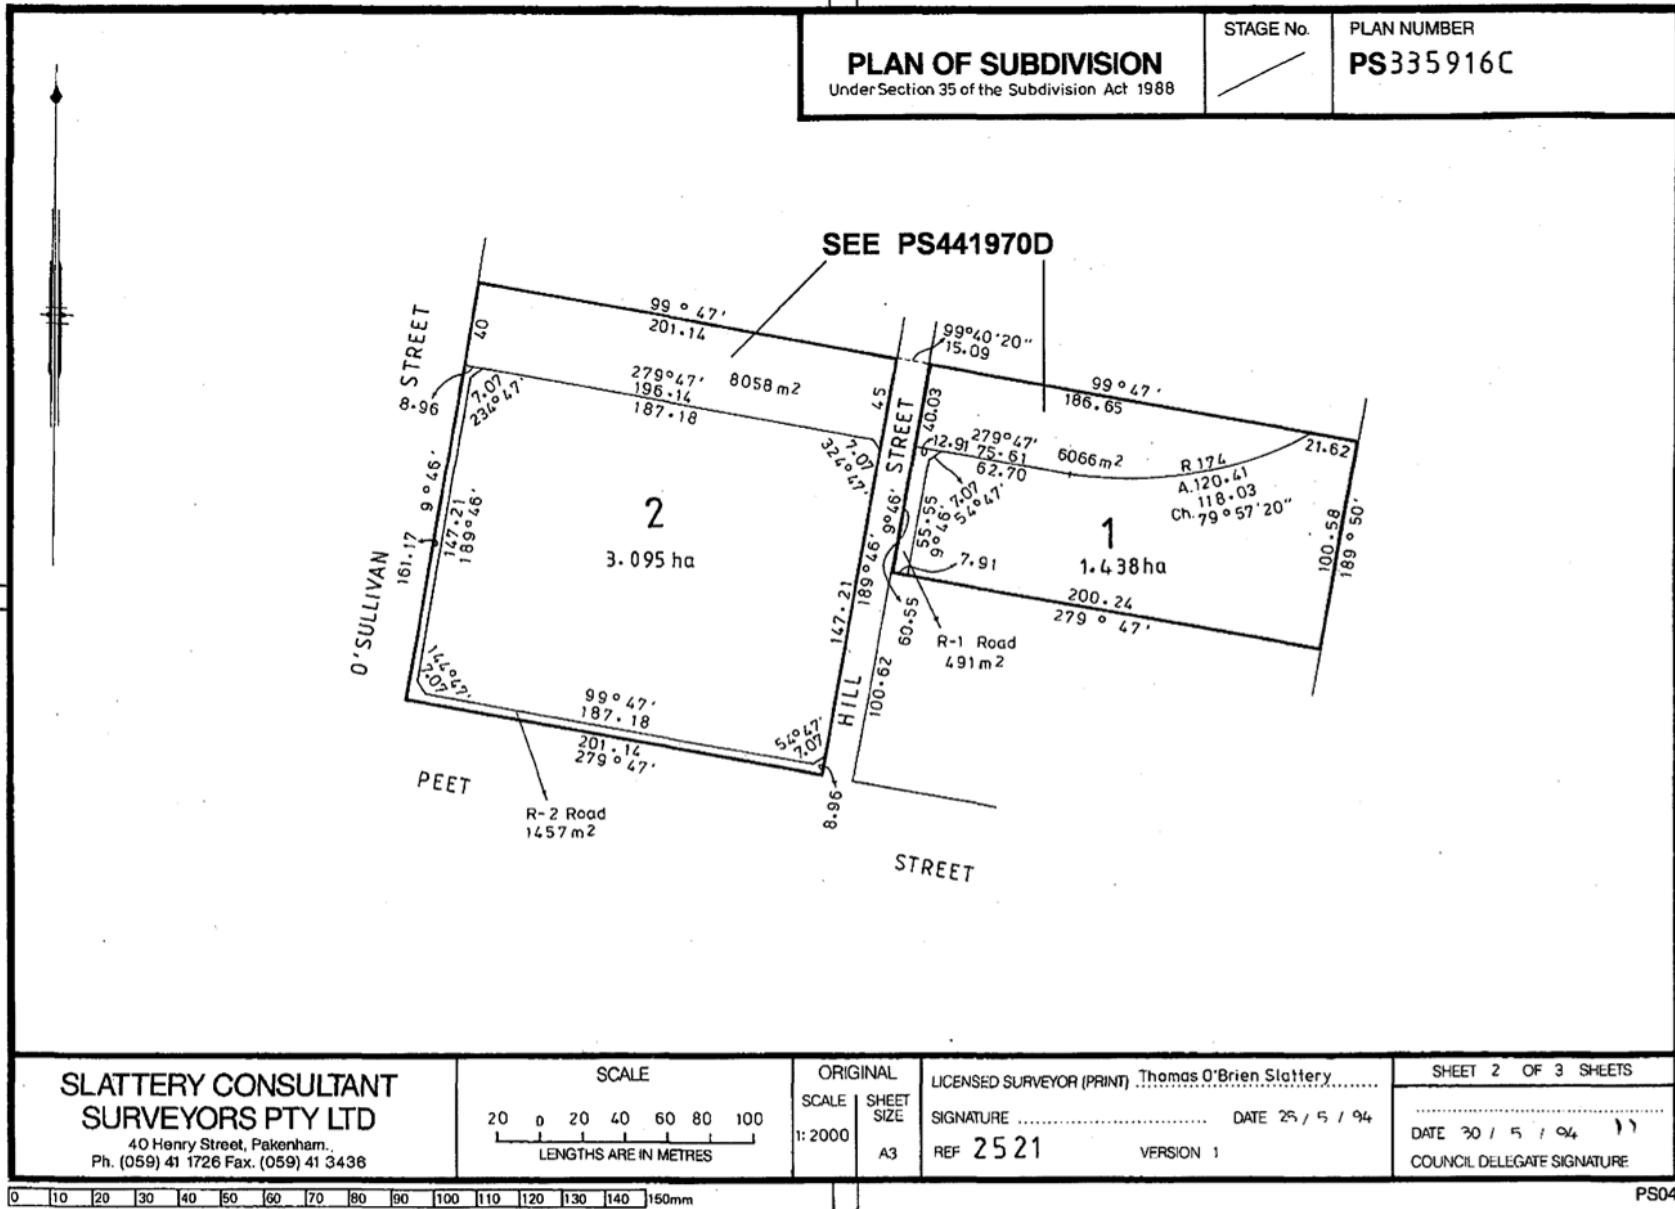 PLAN OF SUBDIVISION
Under Section 35 of the Subdivision Act 1988
STAGE No.
PLAN NUMBER
PS335916C
SEE PS441970D
STREET
40
99°47'
201.14
99°40'20"
15.09
8.96
7.07
234°47'
279°47'
196.14
187.18
8058m2
45
7.07
324°47'
STREET
40.03
99°47'
186.65
21.62
12.91
279°47'
75.61
62.70
6066m2
R 174
A.120.41
118.03
Ch. 79°57'20"
7.07
54°47'
9°46'
147.21
189°46'
161.17
O'SULLIVAN
2
3.095 ha
9°46'
55.55
9°46'
1
1.438ha
100.58
189°50'
7.91
200.24
279°47'
147.21
189°46'
60.55
R-1 Road
491m2
144°47'
7.07
99°47'
187.18
201.14
279°47'
54°47'
7.07
HILL
100.62
8.96
PEET
R-2 Road
1457m2
STREET
SLATTERY CONSULTANT
SURVEYORS PTY LTD
40 Henry Street, Pakenham.
Ph. (059) 41 1726 Fax. (059) 41 3436
SCALE
20 0 20 40 60 80 100
LENGTHS ARE IN METRES
ORIGINAL
SCALE
1:2000
SHEET
SIZE
A3
LICENSED SURVEYOR (PRINT) Thomas O'Brien Slattery
SIGNATURE DATE 25/5/94
REF 2521 VERSION 1
SHEET 2 OF 3 SHEETS
DATE 30/5/94
COUNCIL DELEGATE SIGNATURE
0 10 20 30 40 50 60 70 80 90 100 110 120 130 140 150mm
PS04